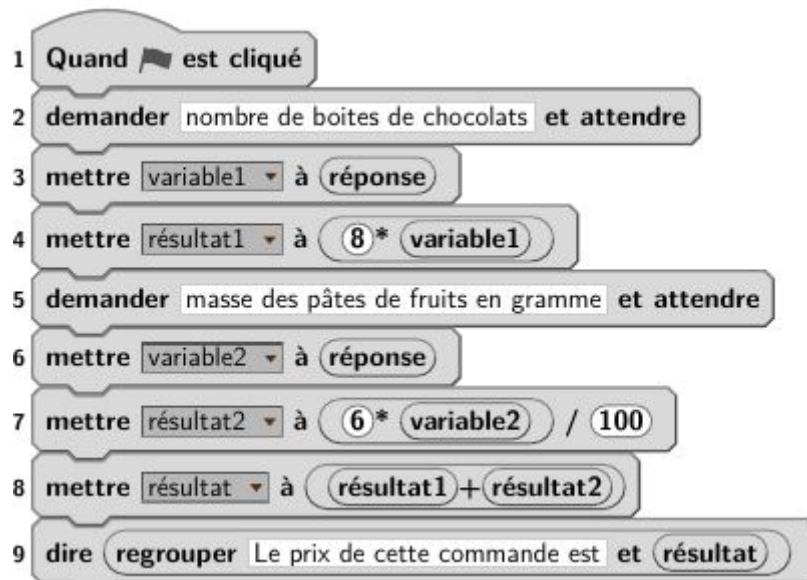 1 Quand est cliqué
2 demander nombre de boites de chocolats et attendre
3 mettre variable1 à réponse
4 mettre résultat1 à 8 * variable1
5 demander masse des pâtes de fruits en gramme et attendre
6 mettre variable2 à réponse
7 mettre résultat2 à 6 * variable2 / 100
8 mettre résultat à résultat1 + résultat2
9 dire regrouper Le prix de cette commande est et résultat